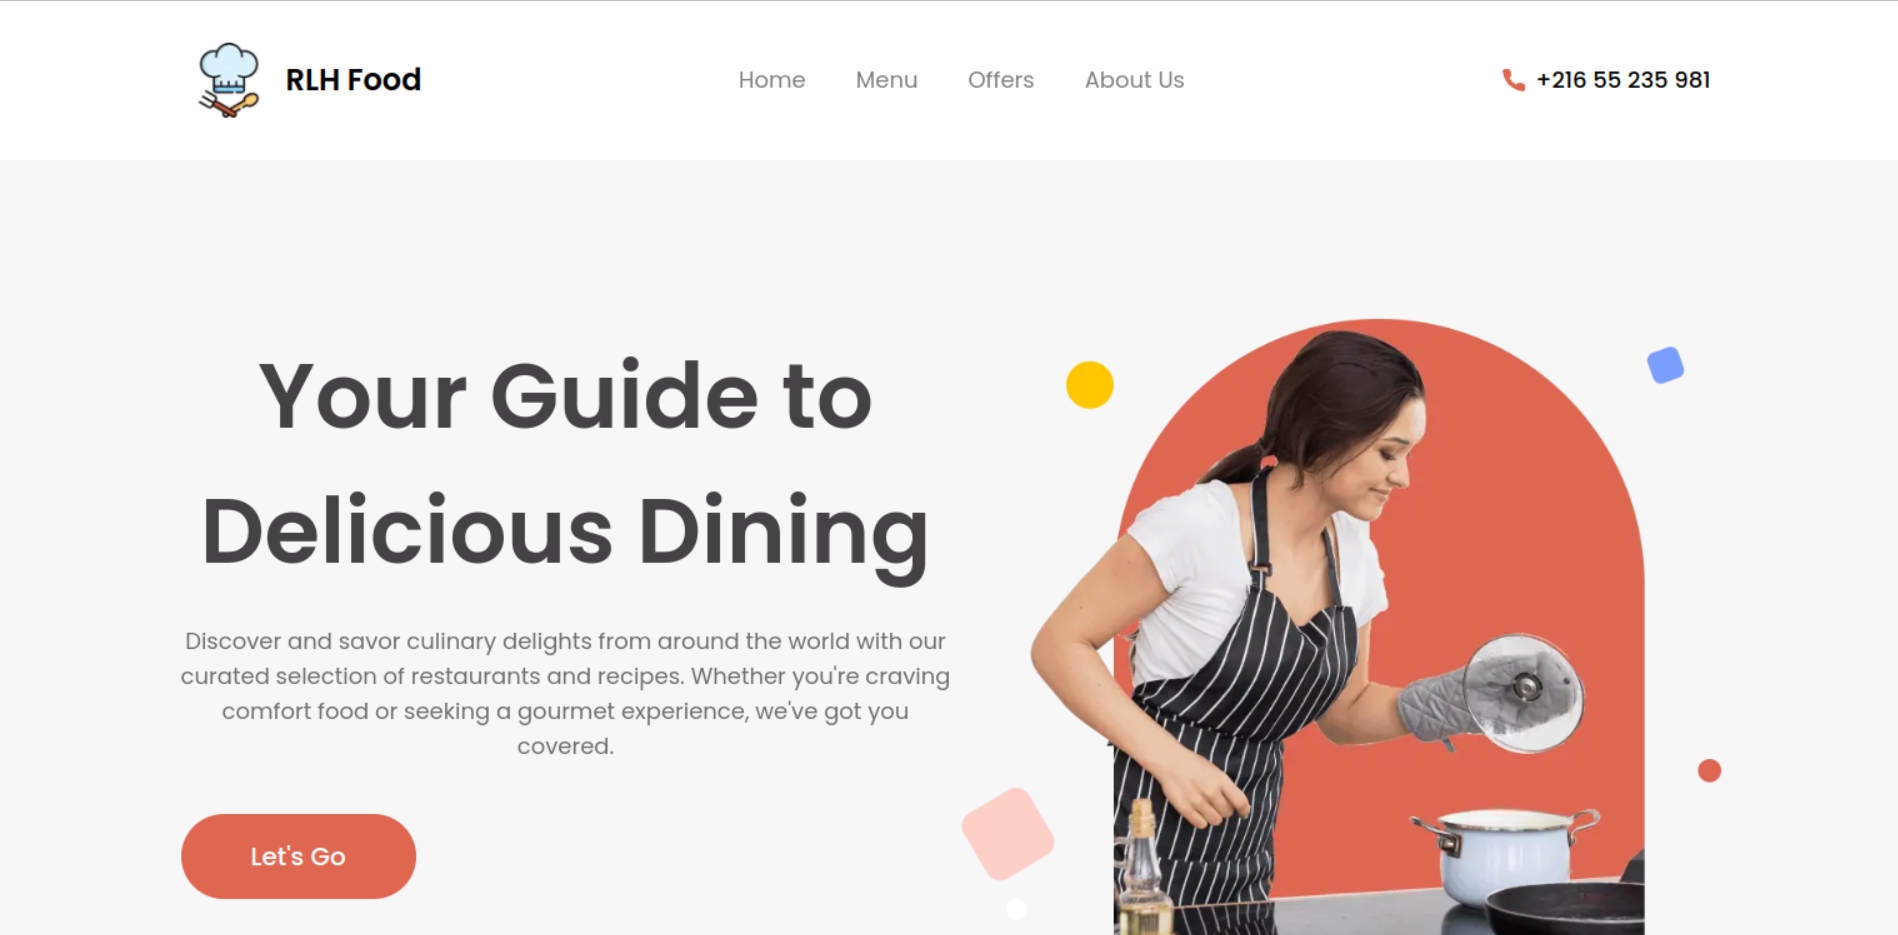 RLH Food
Home
Menu
Offers
About Us
+216 55 235 981
Your Guide to
Delicious Dining
Discover and savor culinary delights from around the world with our
curated selection of restaurants and recipes. Whether you're craving
comfort food or seeking a gourmet experience, we've got you
covered.
Let's Go